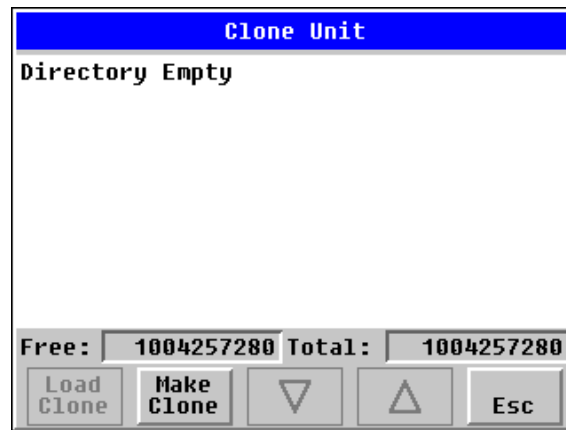 Clone Unit
Directory Empty
Free: 1004257280 Total: 1004257280
Load Clone Make Clone Esc